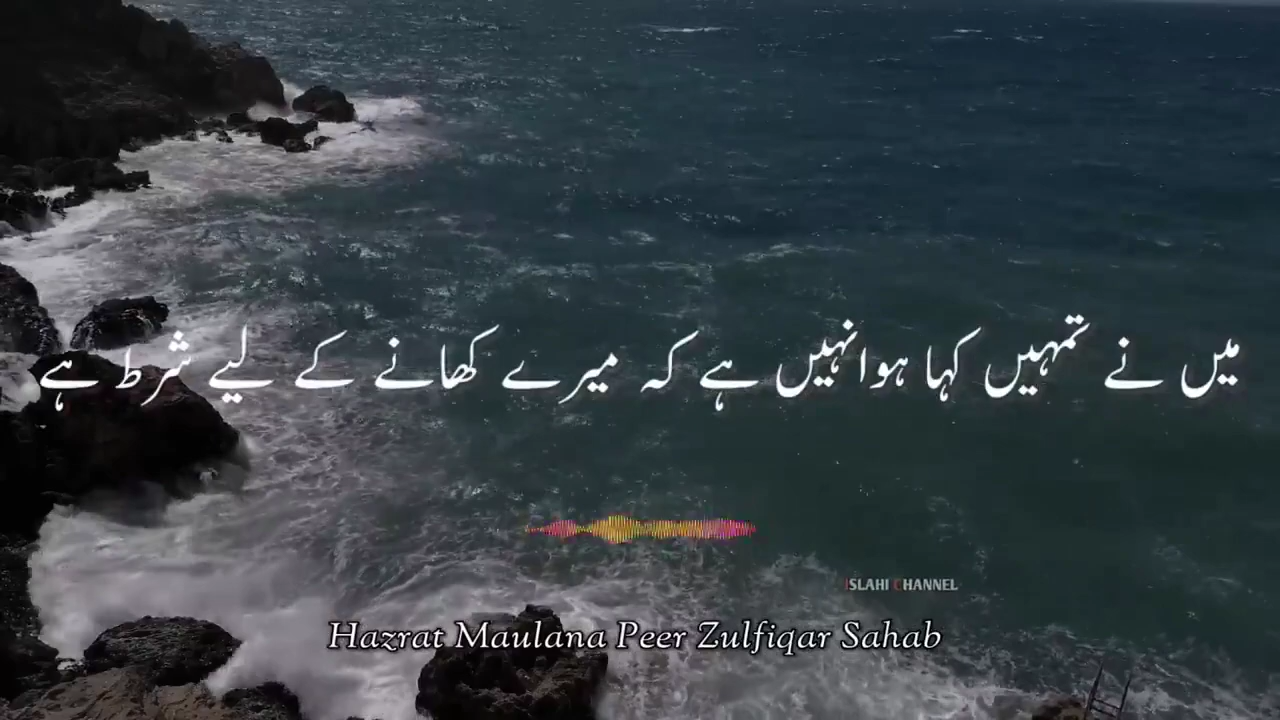 میں نے تمہیں کہا ہوا نہیں ہے کہ میرے کھانے کے لیے شرط ہے
ISLAHI CHANNEL
Hazrat Maulana Peer Zulfiqar Sahab